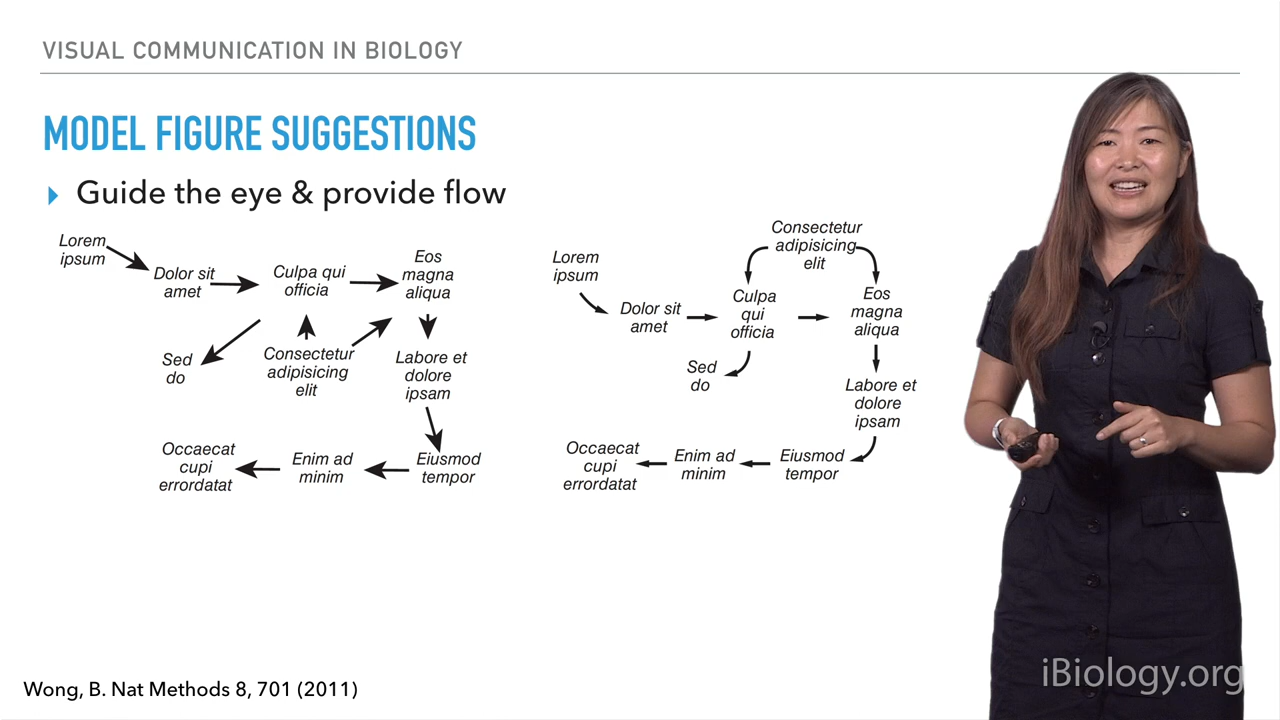 VISUAL COMMUNICATION IN BIOLOGY
MODEL FIGURE SUGGESTIONS
Guide the eye & provide flow
Lorem
ipsum
Dolor sit
amet
Culpa qui
officia
Eos
magna
aliqua
Sed
do
Consectetur
adipisicing
elit
Labore et
dolore
ipsam
Occaecat
cupi
errordatat
Enim ad
minim
Eiusmod
tempor
Lorem
ipsum
Dolor sit
amet
Consectetur
adipisicing
elit
Culpa
qui
officia
Eos
magna
aliqua
Sed
do
Labore et
dolore
ipsam
Occaecat
cupi
errordatat
Enim ad
minim
Eiusmod
tempor
Wong, B. Nat Methods 8, 701 (2011)
iBiology.org